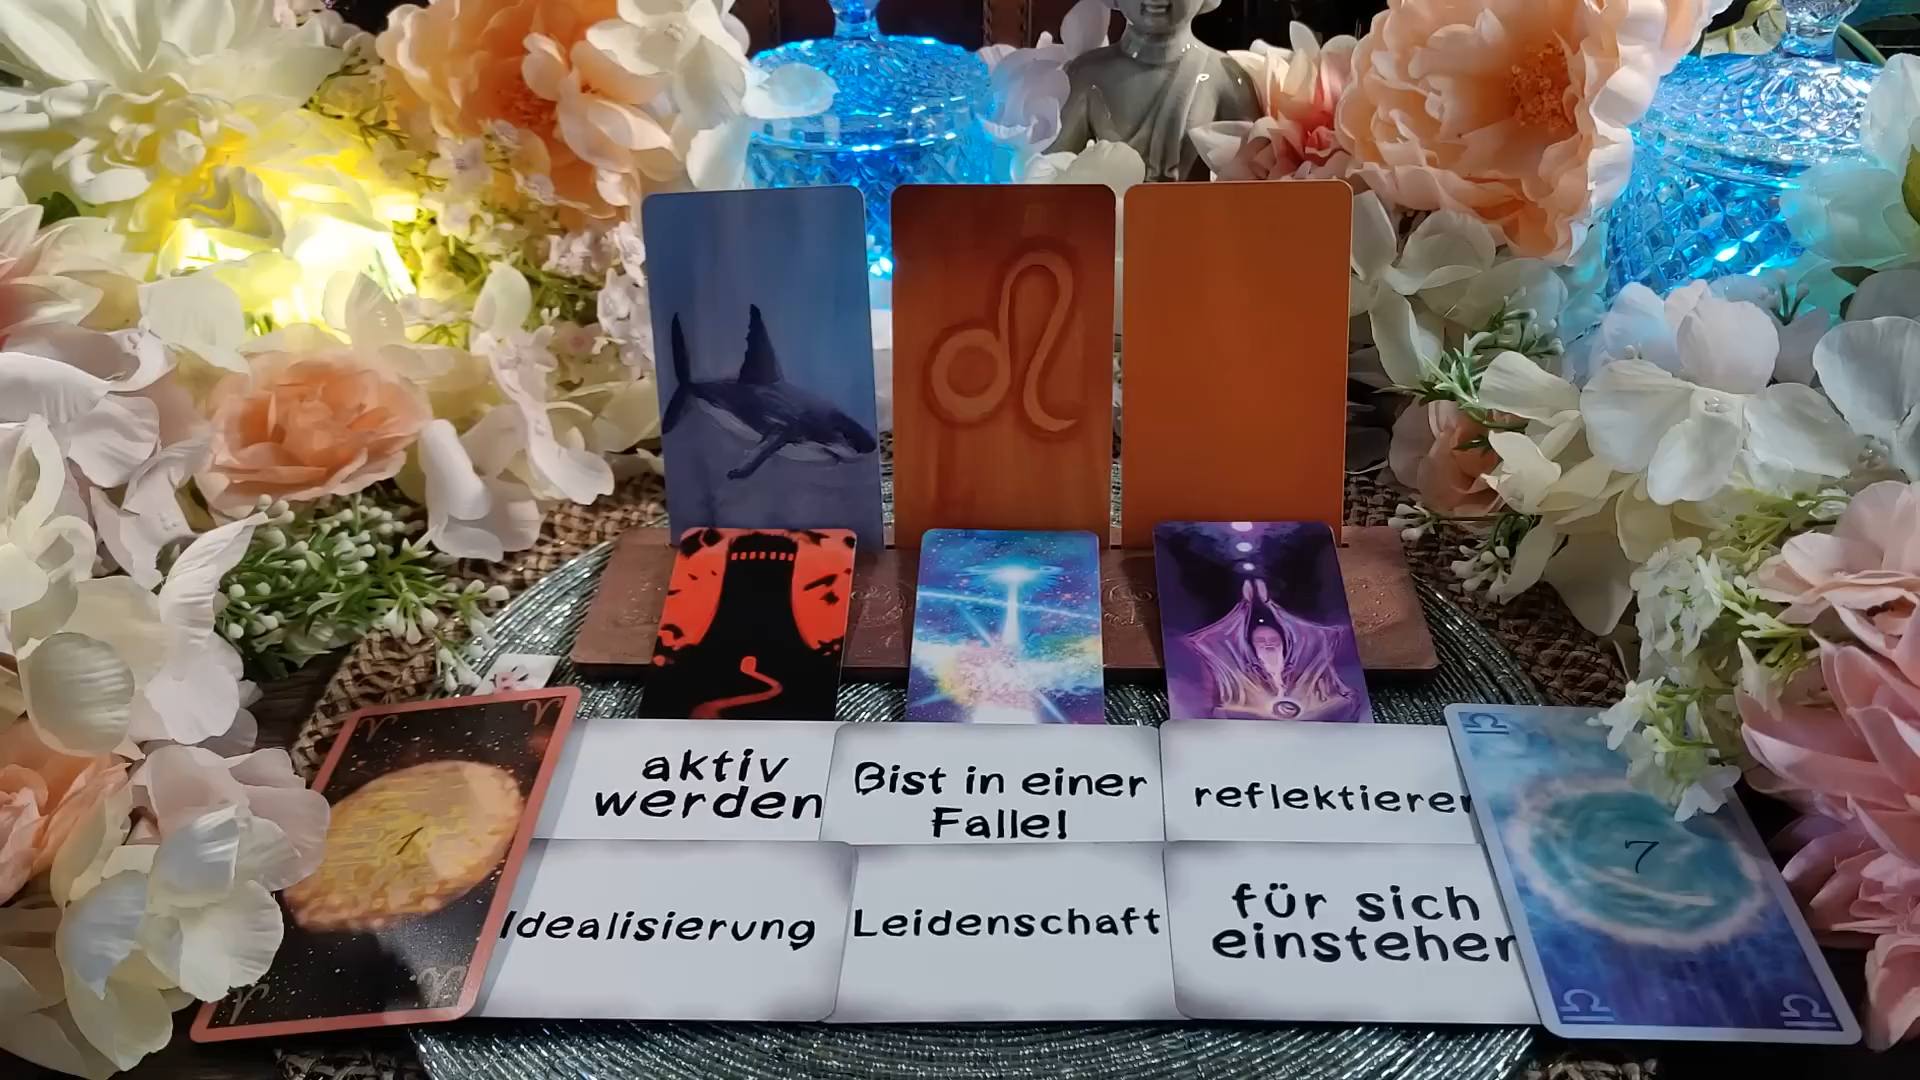 aktiv
werden
Bist in einer
Falle!
reflektieren
1
Idealisierung
Leidenschaft
für sich
einstehen
7